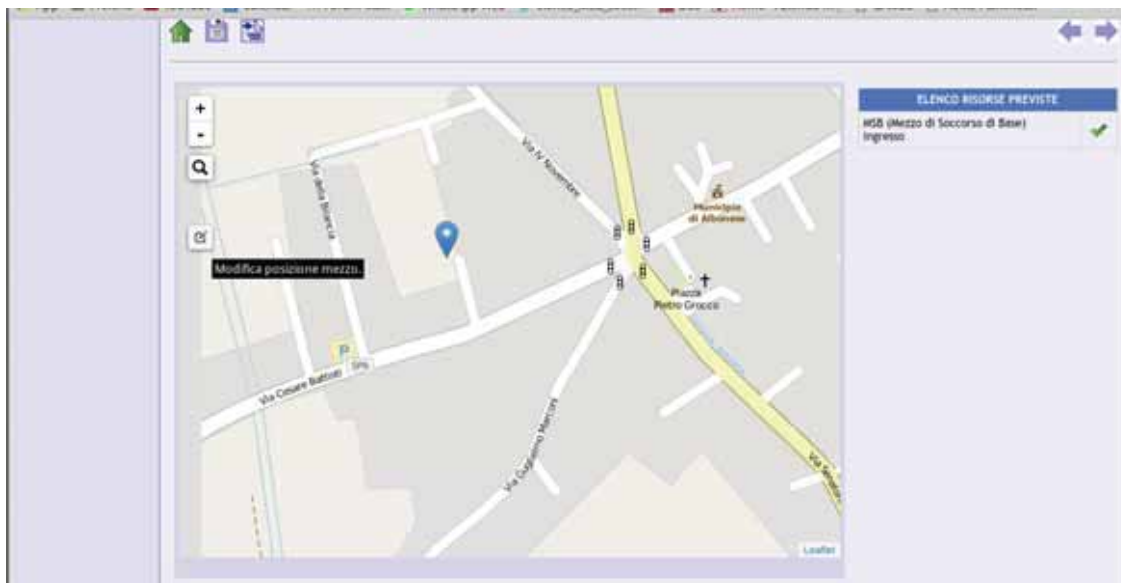 ELENCO RISORSE PREVISTE
MSB (Mezzo di Soccorso di Base)
Ingresso
+
-
Modifica posizione mezzo.
Via della Bilancia
Via IV Novembre
Municipio
di Albonese
Piazza
Pietro Grocco
P
Via Cesare Battisti
Via Guglielmo Marconi
Leaflet